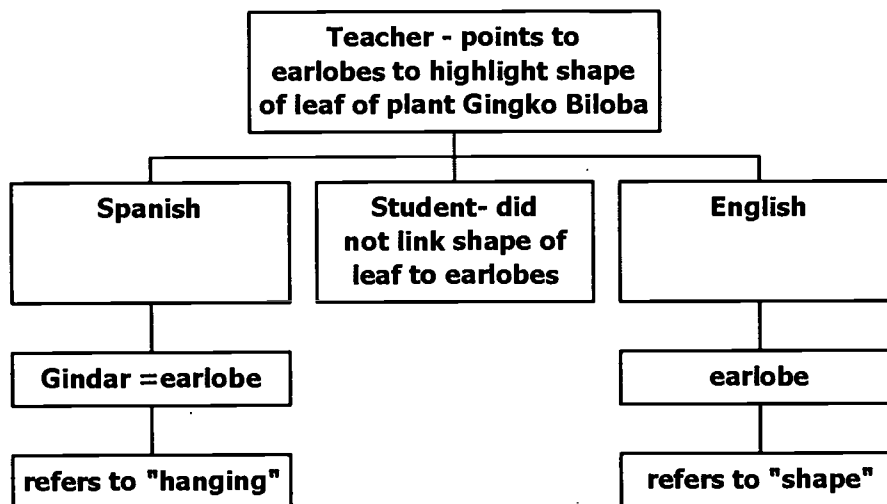 Teacher - points to
earlobes to highlight shape
of leaf of plant Gingko Biloba
Spanish
Student- did
not link shape of
leaf to earlobes
English
Gindar =earlobe
earlobe
refers to "hanging"
refers to "shape"